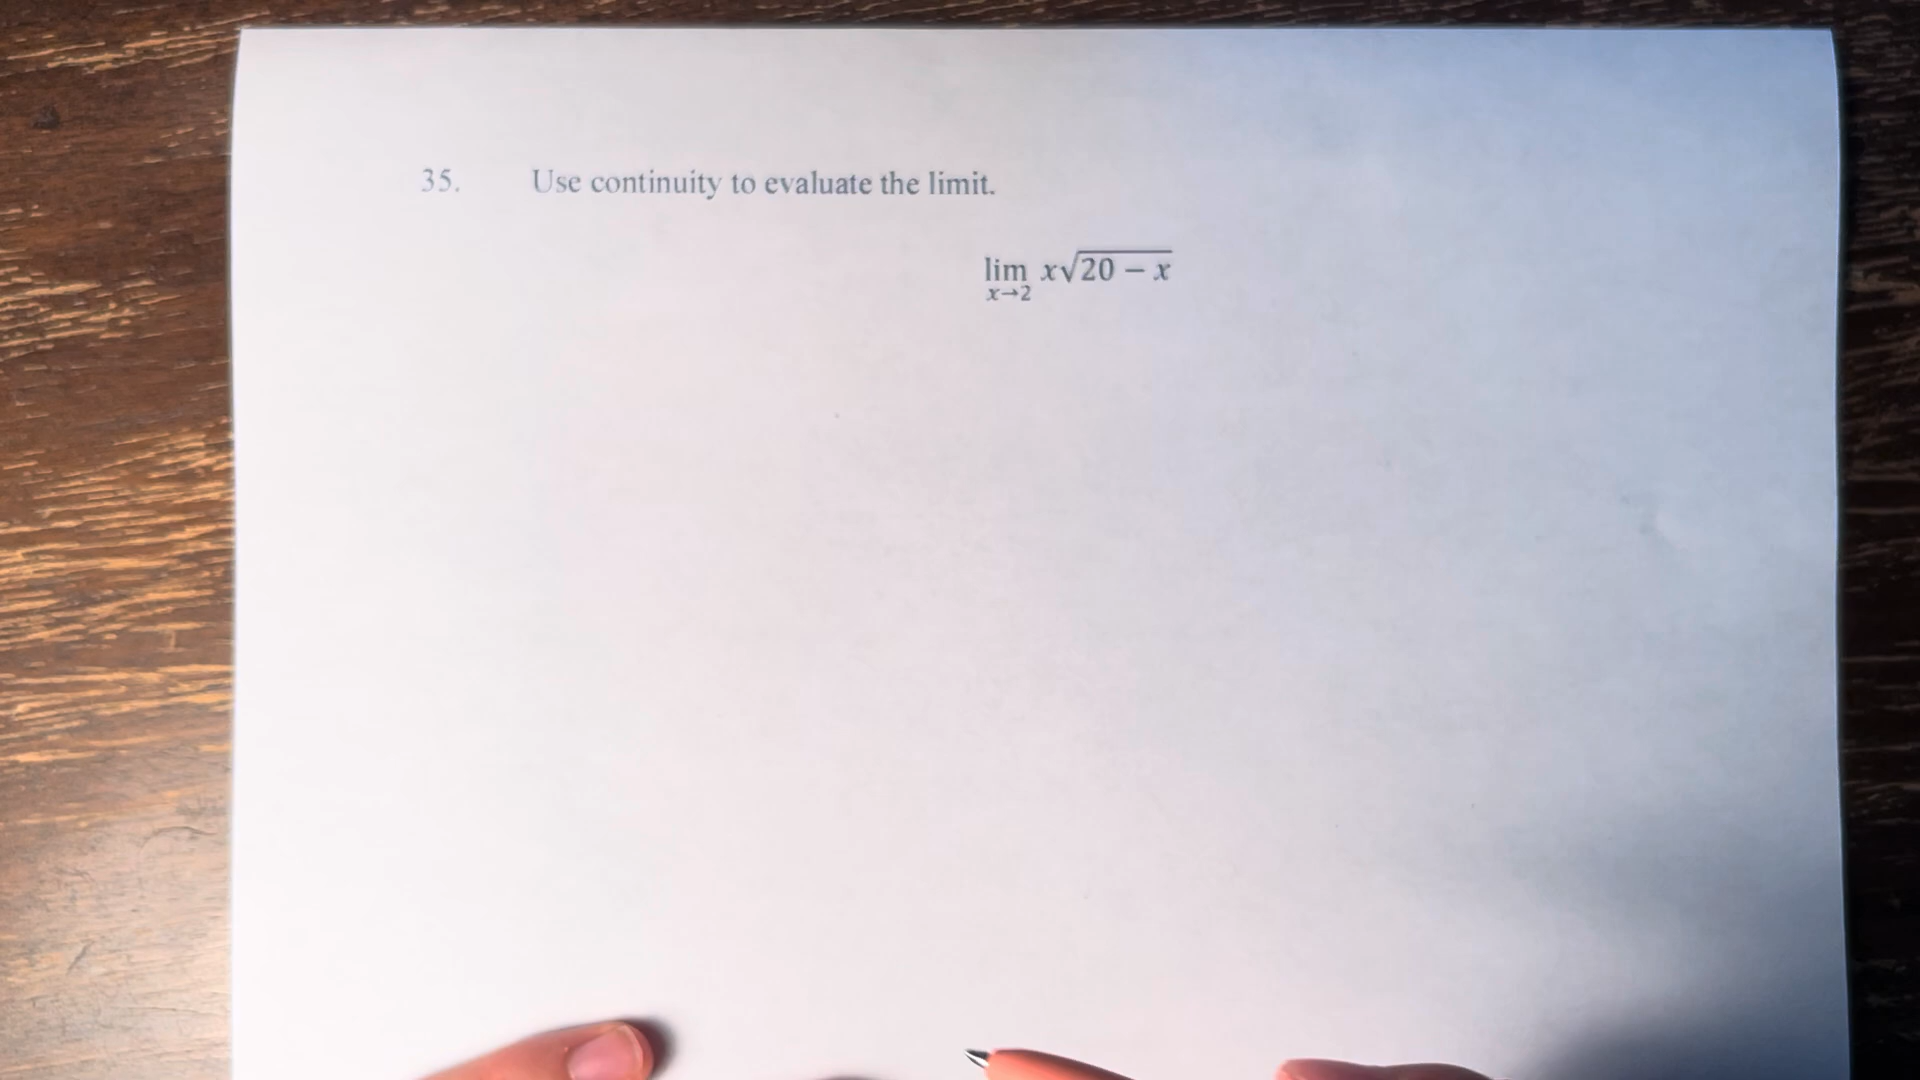 35. Use continuity to evaluate the limit.
lim x→2 x√(20 − x)